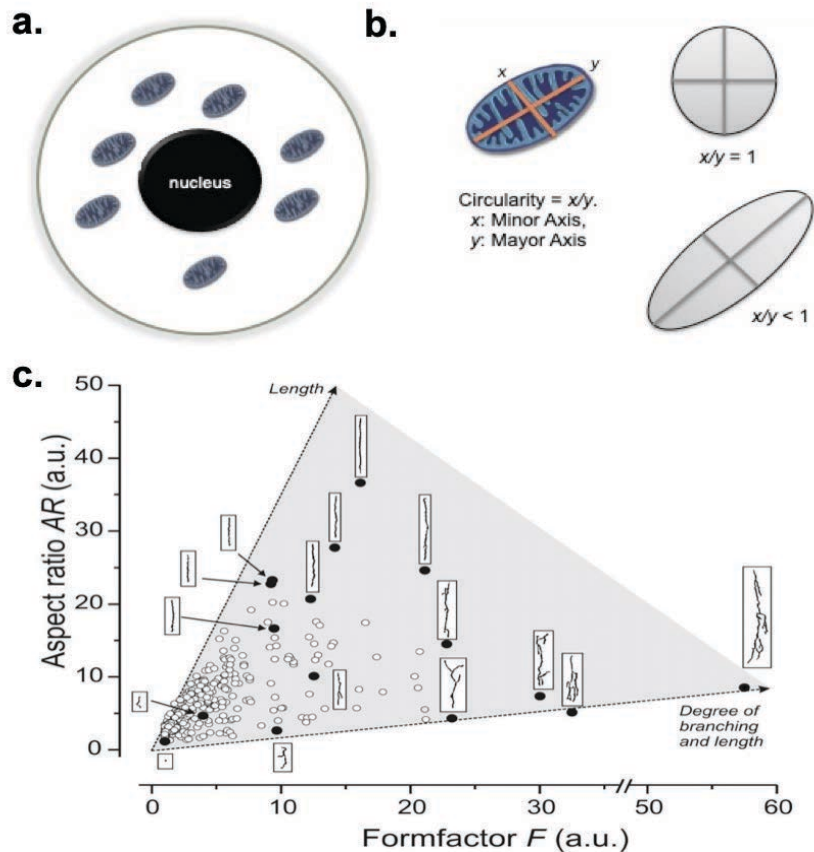 a.
nucleus
b.
x
y
Circularity = x/y.
x: Minor Axis,
y: Mayor Axis
x/y = 1
x/y < 1
c.
Aspect ratio AR (a.u.)
50
40
30
20
10
0
Length
Degree of
branching
and length
0
10
20
30
50
60
Formfactor F (a.u.)